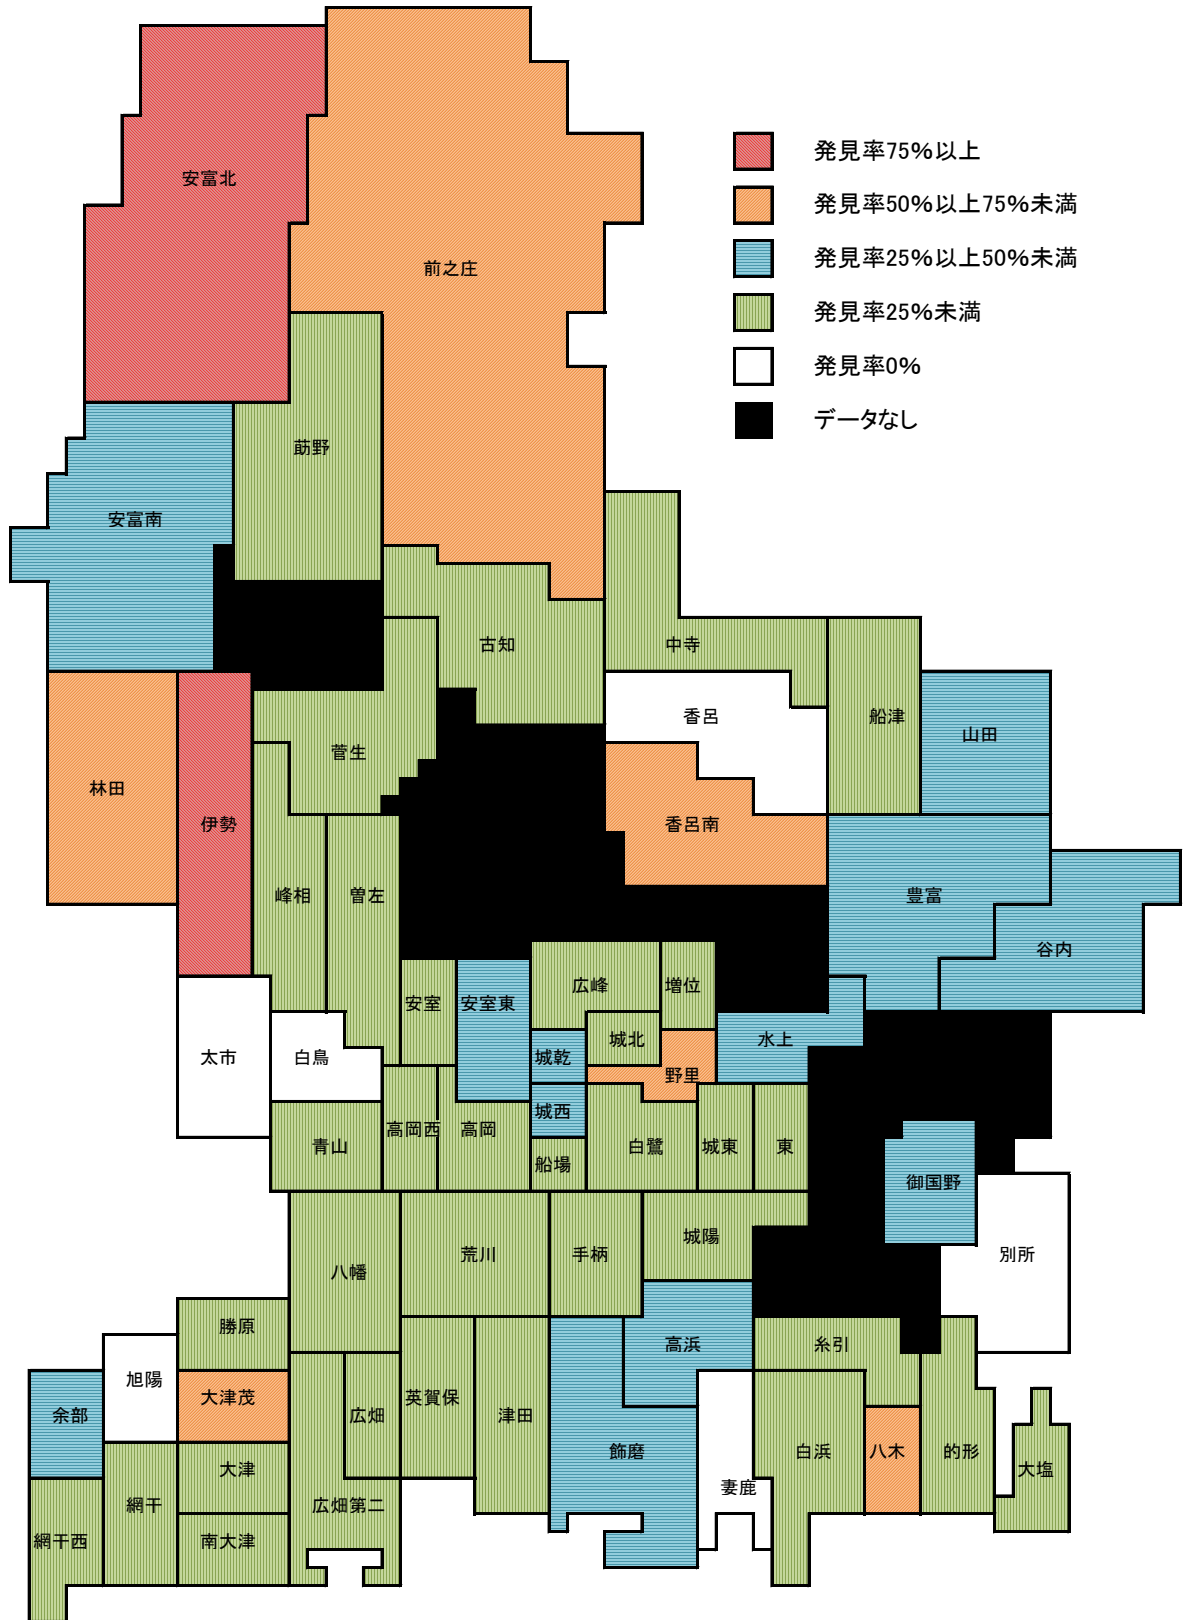 発見率75%以上
発見率50%以上75%未満
発見率25%以上50%未満
発見率25%未満
発見率0%
データなし
安富北
前之庄
莇野
安富南
古知
中寺
香呂
船津
山田
菅生
林田
伊勢
香呂南
峰相
曽左
豊富
谷内
広峰
増位
安室
安室東
城北
水上
太市
白鳥
城乾
野里
城西
青山
高岡西
高岡
船場
白鷺
城東
東
御国野
城陽
荒川
手柄
別所
八幡
勝原
高浜
糸引
旭陽
大津茂
英賀保
余部
広畑
津田
飾磨
白浜
八木
的形
大津
大塩
妻鹿
網干
広畑第二
網干西
南大津